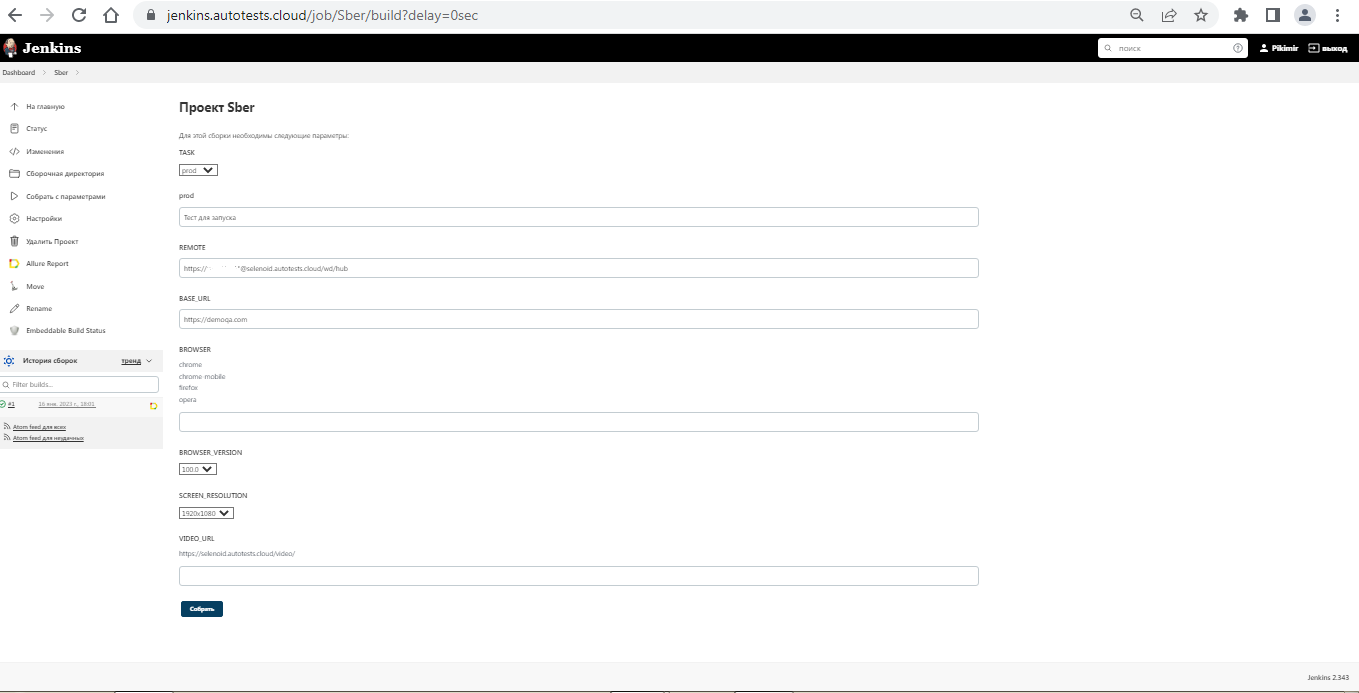 jenkins.autotests.cloud/job/Sber/build?delay=0sec
Jenkins
поиск
Pikimir
выход
Dashboard
Sber
На главную
Статус
Изменения
Сборочная директория
Собрать с параметрами
Настройки
Удалить Проект
Allure Report
Move
Rename
Embeddable Build Status
История сборок
тренд
Filter builds...
#1
16 янв. 2023 г., 18:01
Atom feed для всех
Atom feed для неудачных
Проект Sber
Для этой сборки необходимы следующие параметры:
TASK
prod
prod
Тест для запуска
REMOTE
https:// @selenoid.autotests.cloud/wd/hub
BASE_URL
https://demoqa.com
BROWSER
chrome
chrome mobile
firefox
opera
BROWSER_VERSION
100.0
SCREEN_RESOLUTION
1920x1080
VIDEO_URL
https://selenoid.autotests.cloud/video/
Собрать
Jenkins 2.343